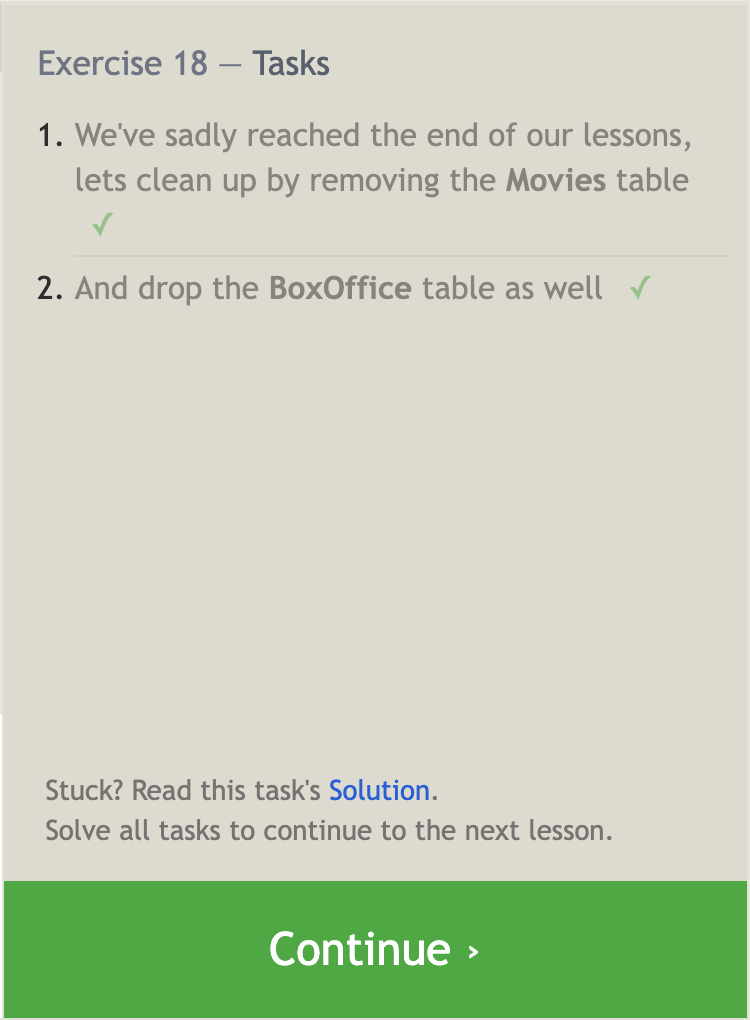 Exercise 18 — Tasks
1. We've sadly reached the end of our lessons,
lets clean up by removing the Movies table
✓
2. And drop the BoxOffice table as well ✓
Stuck? Read this task's Solution.
Solve all tasks to continue to the next lesson.
Continue ›